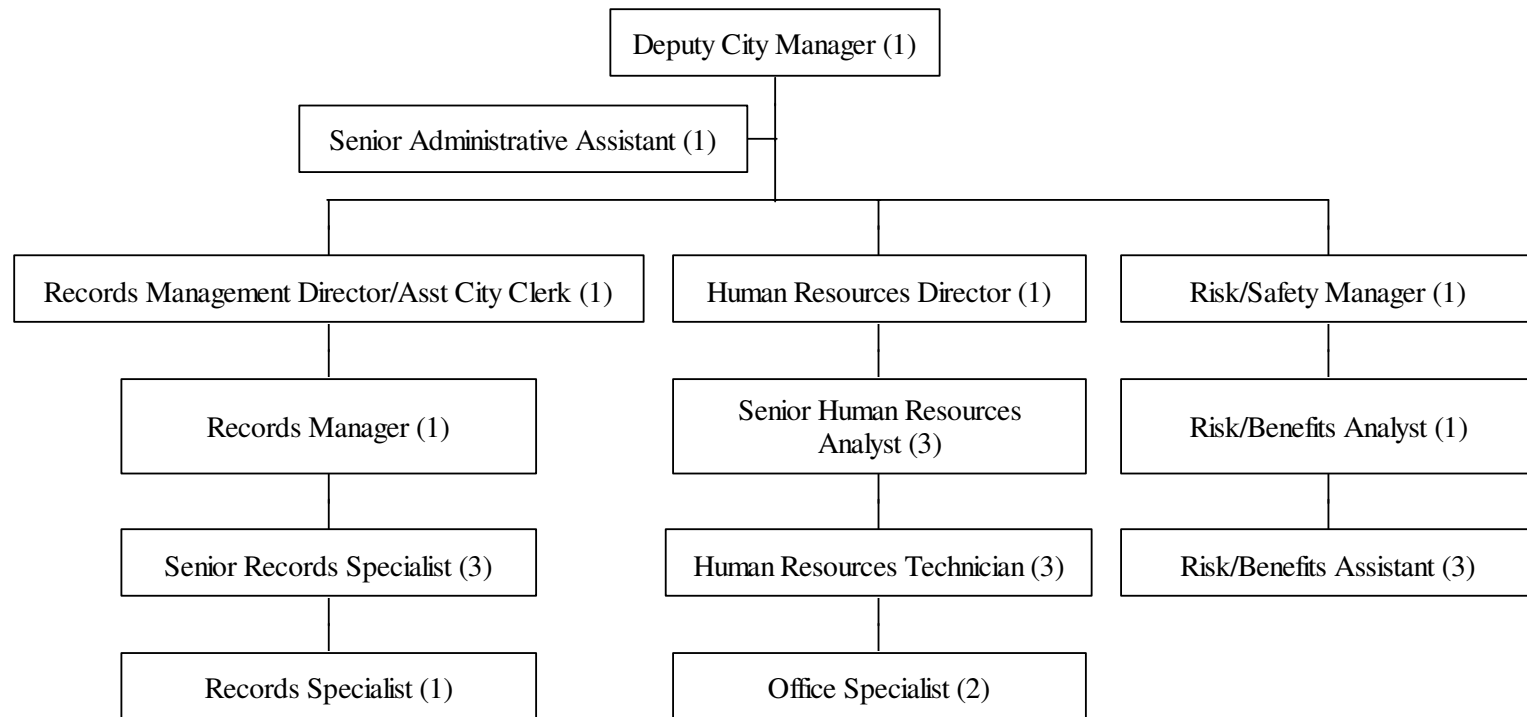 Deputy City Manager (1)
Senior Administrative Assistant (1)
Records Management Director/Asst City Clerk (1)
Human Resources Director (1)
Risk/Safety Manager (1)
Records Manager (1)
Senior Human Resources
Analyst (3)
Risk/Benefits Analyst (1)
Senior Records Specialist (3)
Human Resources Technician (3)
Risk/Benefits Assistant (3)
Records Specialist (1)
Office Specialist (2)